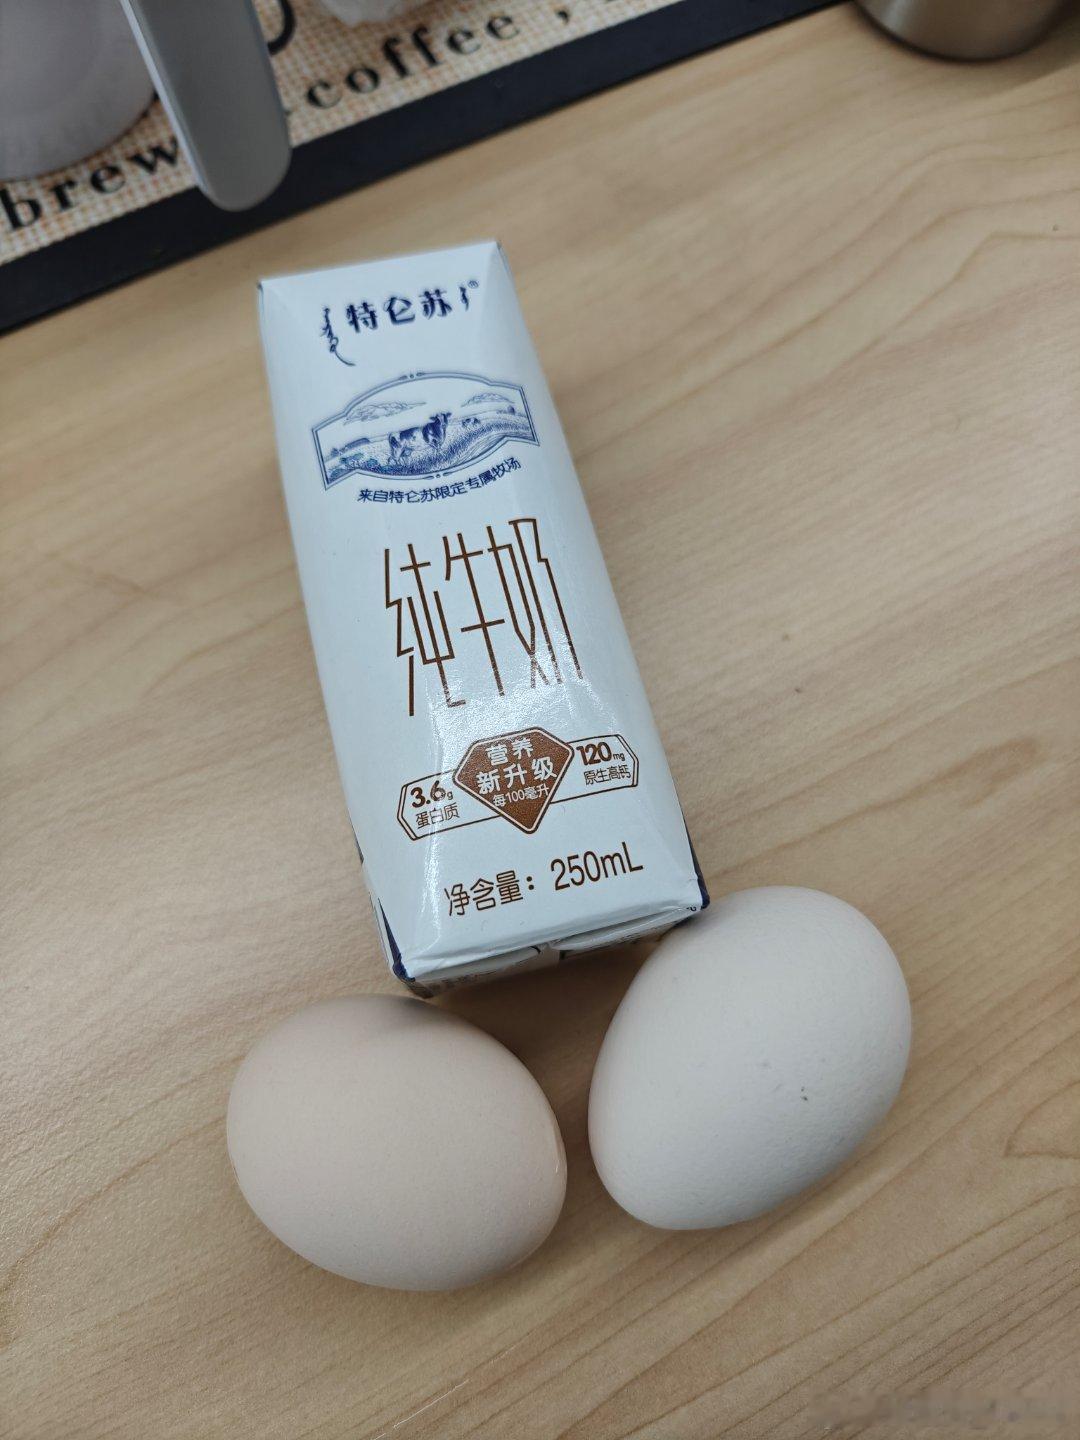 coffee ,
brew
特仑苏
来自特仑苏限定专属牧场
纯牛奶
营养
新升级
每100毫升
3.6g
蛋白质
120mg
原生高钙
净含量：250mL